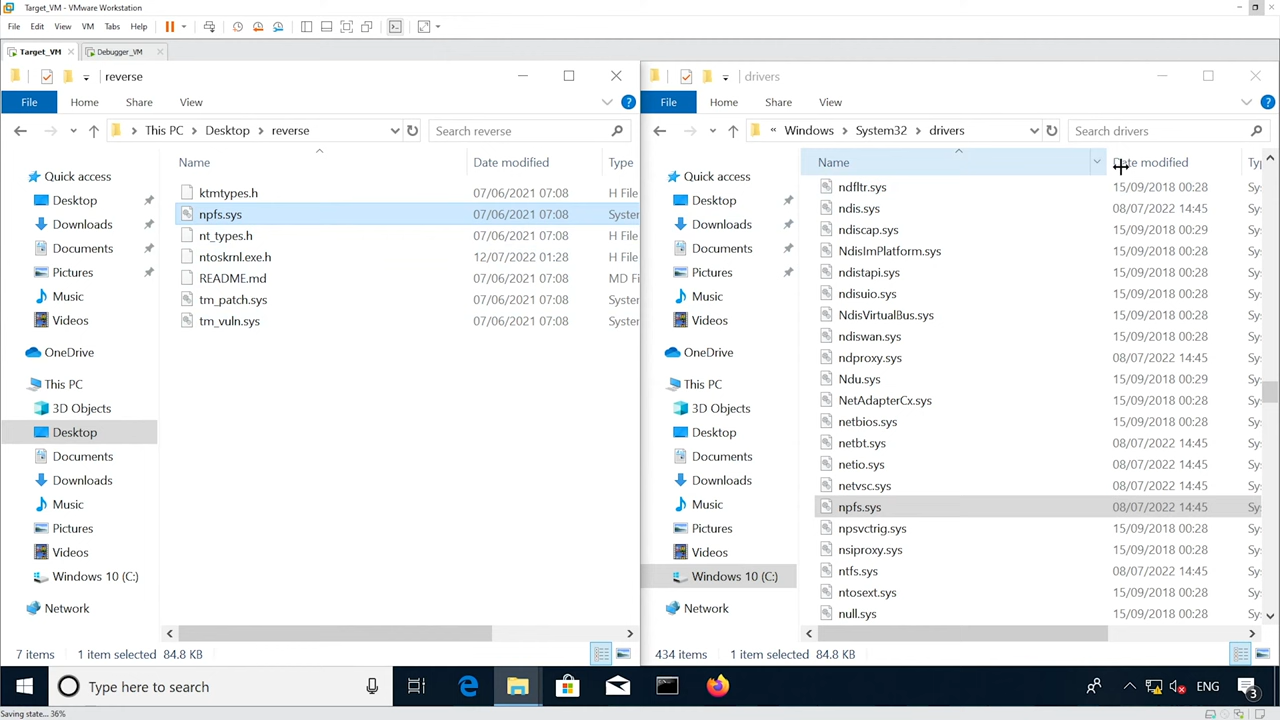 Target_VM - VMware Workstation
File Edit View VM Tabs Help
Target_VM Debugger_VM
reverse
File Home Share View
This PC Desktop reverse
Search reverse
Name Date modified Type
Quick access
Desktop
Downloads
Documents
Pictures
Music
Videos
OneDrive
This PC
3D Objects
Desktop
Documents
Downloads
Music
Pictures
Videos
Windows 10 (C:)
Network
ktmtypes.h 07/06/2021 07:08 H File
npfs.sys 07/06/2021 07:08 System
nt_types.h 07/06/2021 07:08 H File
ntoskrnl.exe.h 12/07/2022 01:28 H File
README.md 07/06/2021 07:08 MD Fi
tm_patch.sys 07/06/2021 07:08 System
tm_vuln.sys 07/06/2021 07:08 System
7 items 1 item selected 84.8 KB
drivers
File Home Share View
« Windows System32 drivers
Search drivers
Name Date modified Ty
Quick access
Desktop
Downloads
Documents
Pictures
Music
Videos
OneDrive
This PC
3D Objects
Desktop
Documents
Downloads
Music
Pictures
Videos
Windows 10 (C:)
Network
ndfltr.sys 15/09/2018 00:28 Sy
ndis.sys 08/07/2022 14:45 Sy
ndiscap.sys 15/09/2018 00:29 Sy
NdisImPlatform.sys 15/09/2018 00:28 Sy
ndistapi.sys 15/09/2018 00:28 Sy
ndisuio.sys 15/09/2018 00:28 Sy
NdisVirtualBus.sys 15/09/2018 00:28 Sy
ndiswan.sys 15/09/2018 00:28 Sy
ndproxy.sys 08/07/2022 14:45 Sy
Ndu.sys 15/09/2018 00:29 Sy
NetAdapterCx.sys 15/09/2018 00:28 Sy
netbios.sys 15/09/2018 00:28 Sy
netbt.sys 08/07/2022 14:45 Sy
netio.sys 08/07/2022 14:45 Sy
netvsc.sys 08/07/2022 14:45 Sy
npfs.sys 08/07/2022 14:45 Sy
npsvctrig.sys 15/09/2018 00:28 Sy
nsiproxy.sys 15/09/2018 00:28 Sy
ntfs.sys 08/07/2022 14:45 Sy
ntosext.sys 15/09/2018 00:28 Sy
null.sys 15/09/2018 00:28 Sy
434 items 1 item selected 84.8 KB
Type here to search
ENG
3
Saving state... 36%